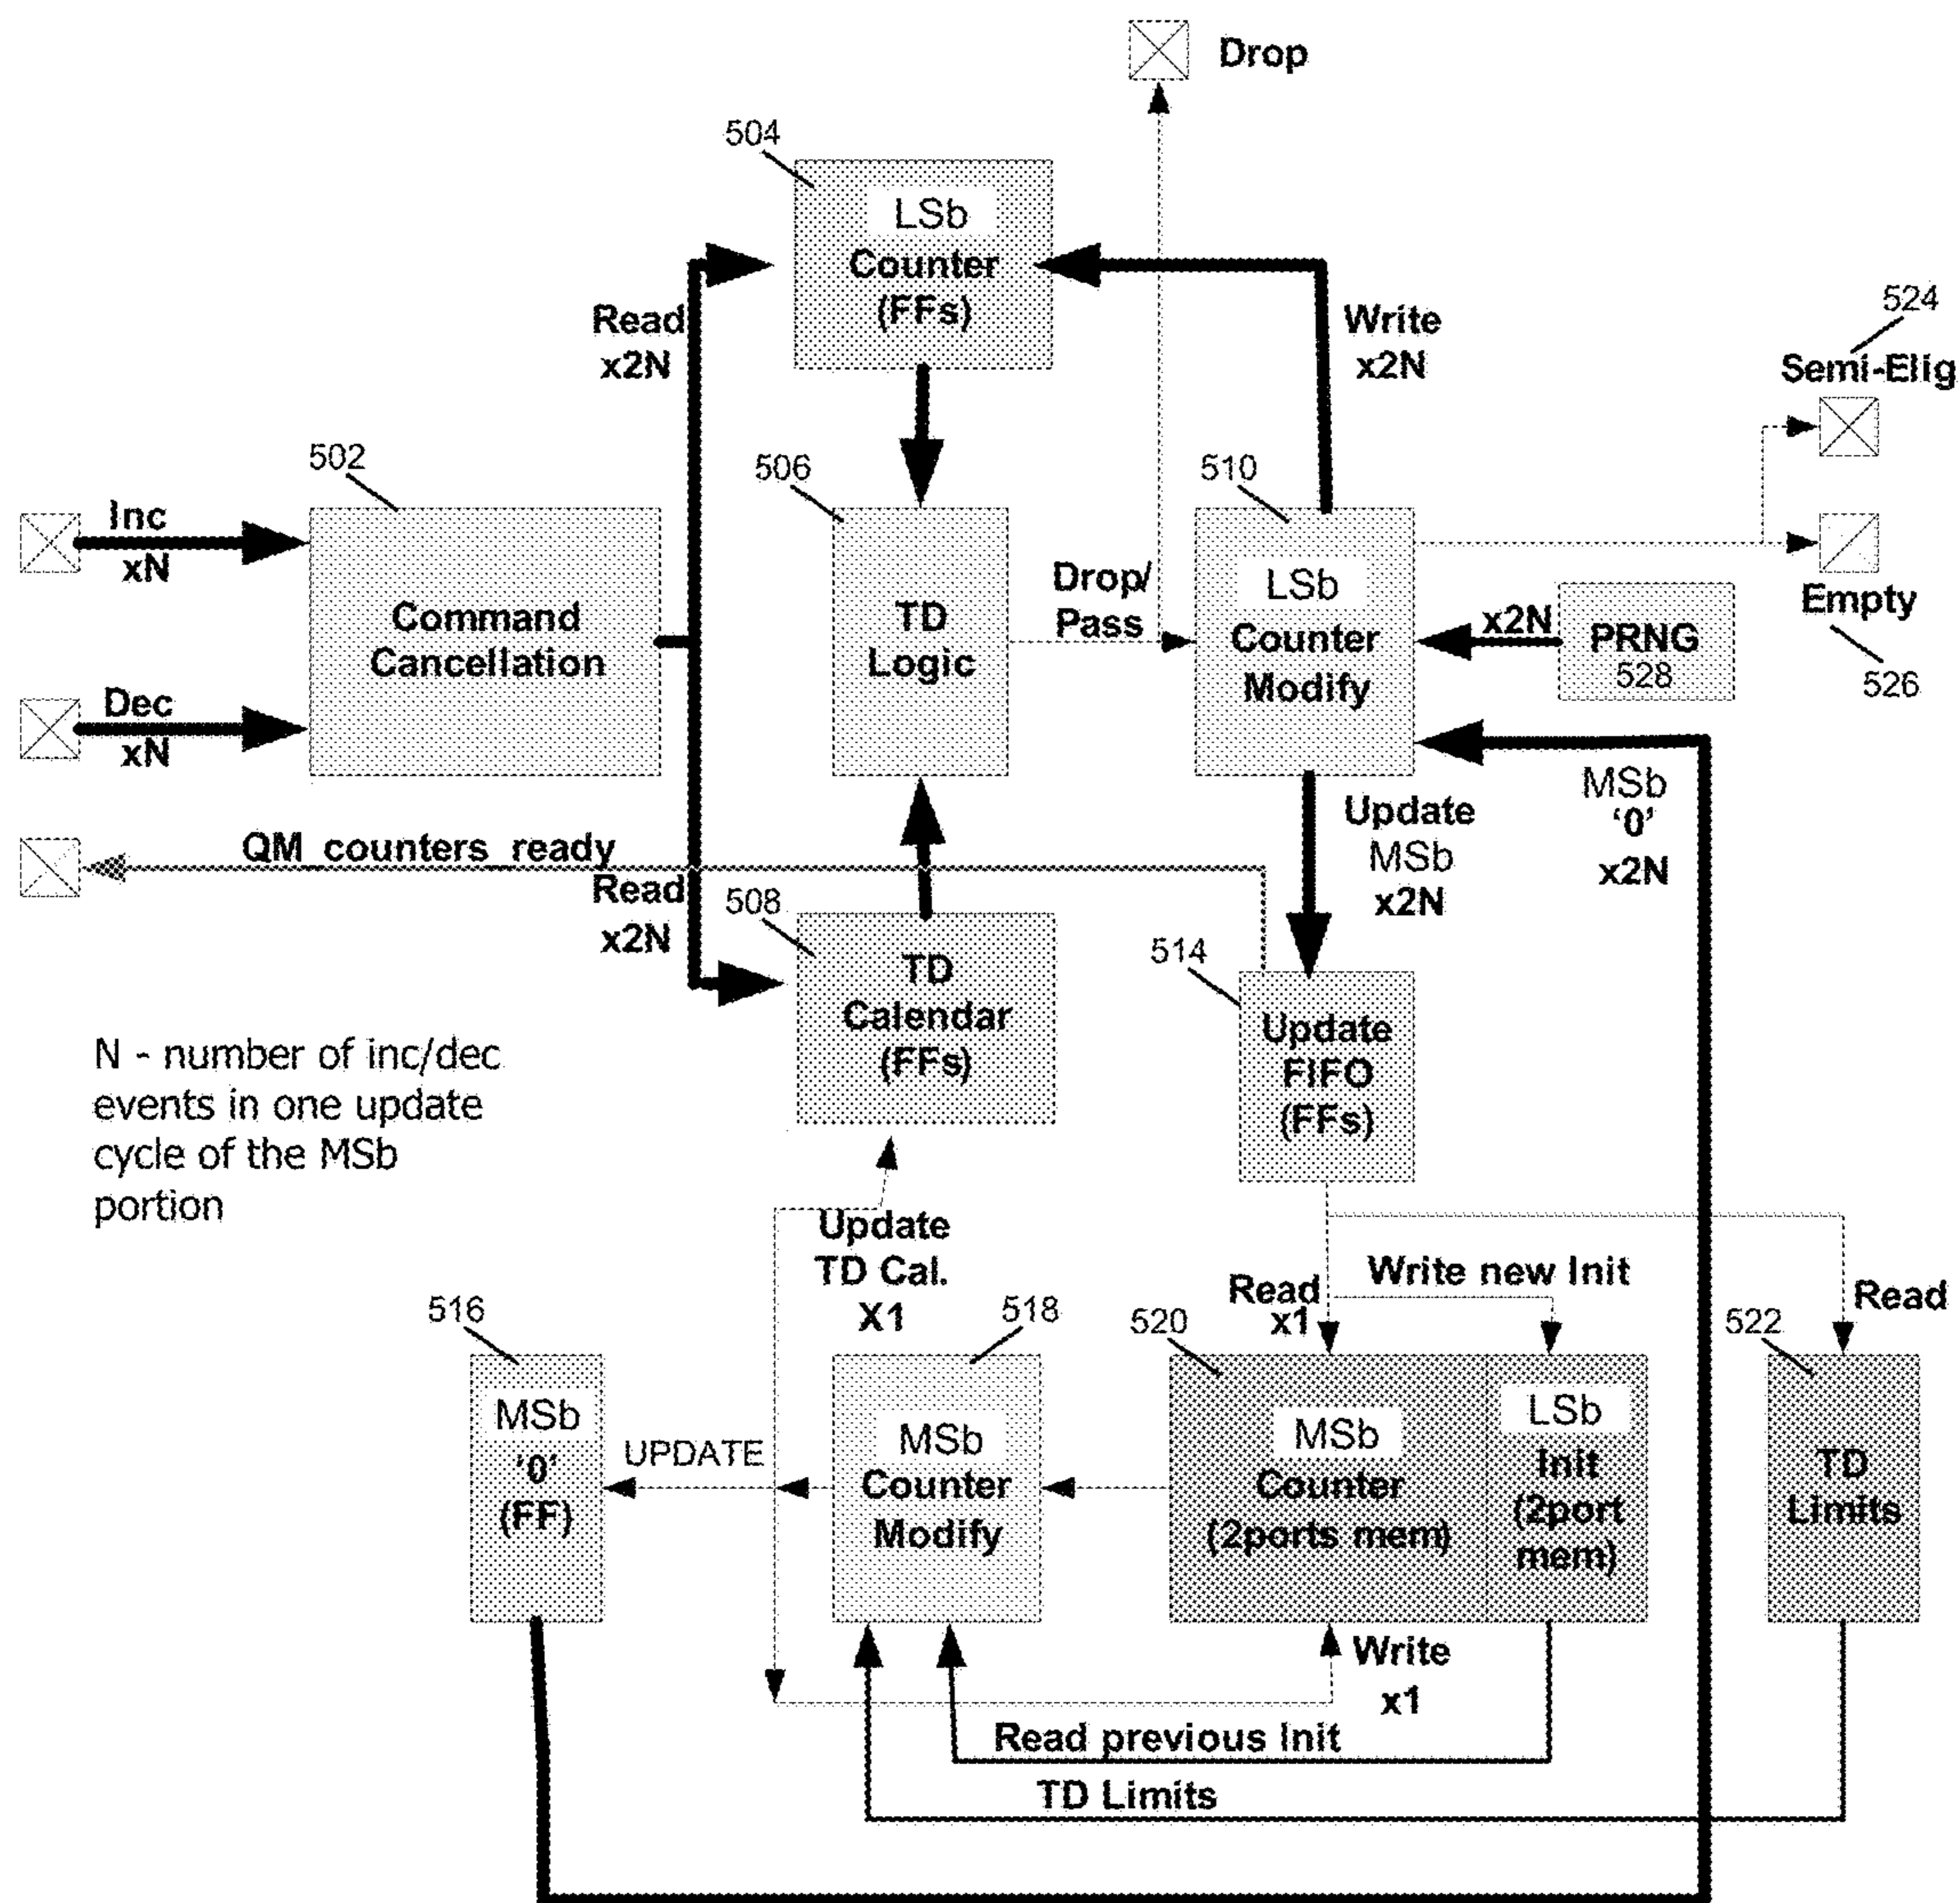 Drop
504
LSb
Counter
(FFs)
Read
x2N
Write
x2N
524
Semi-Elig
502
506
510
Inc
xN
Command
Cancellation
TD
Logic
Drop/
Pass
LSb
Counter
Modify
x2N
PRNG
528
Empty
526
Dec
xN
MSb
'0'
x2N
Update
MSb
x2N
QM counters ready
Read
x2N
508
TD
Calendar
(FFs)
514
Update
FIFO
(FFs)
N - number of inc/dec
events in one update
cycle of the MSb
portion
Update
TD Cal.
X1
Read
x1
Write new Init
Read
516
518
520
522
MSb
'0'
(FF)
UPDATE
MSb
Counter
Modify
MSb
Counter
(2ports mem)
LSb
Init
(2port
mem)
TD
Limits
Write
x1
Read previous Init
TD Limits